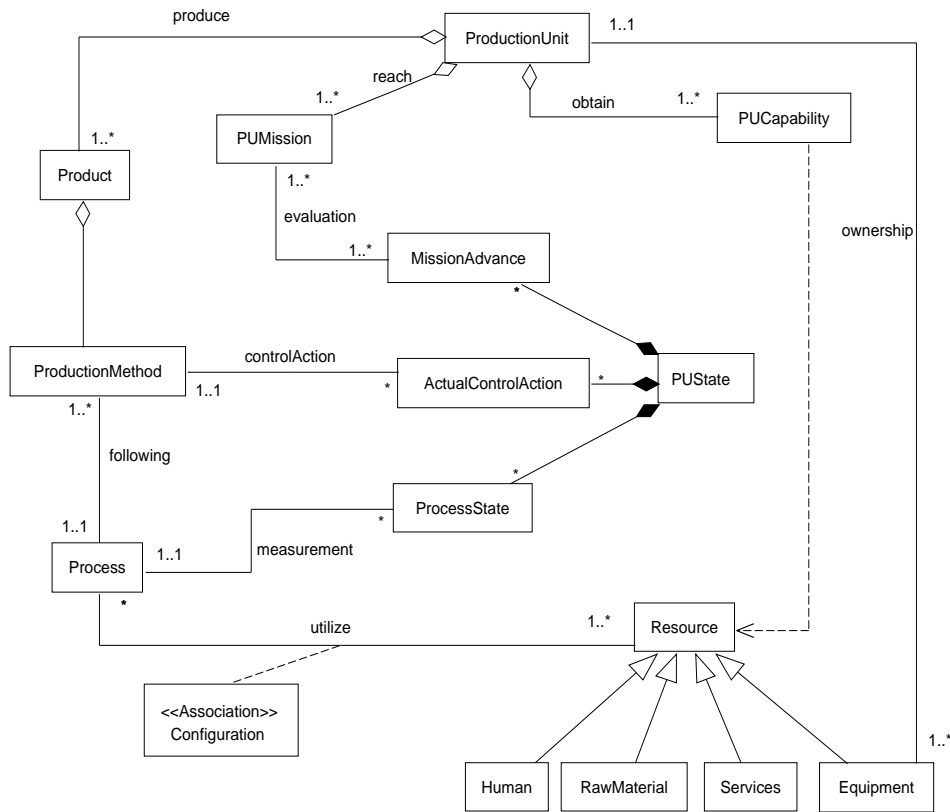 produce
ProductionUnit
1..1
reach
1..*
obtain
1..*
PUMission
PUCapability
1..*
Product
1..*
evaluation
ownership
1..*
MissionAdvance
*
controlAction
ProductionMethod
1..1
*
ActualControlAction
*
PUState
1..*
following
*
ProcessState
1..1
1..1
*
measurement
Process
*
utilize
1..*
Resource
<<Association>>
Configuration
1..*
Human
RawMaterial
Services
Equipment